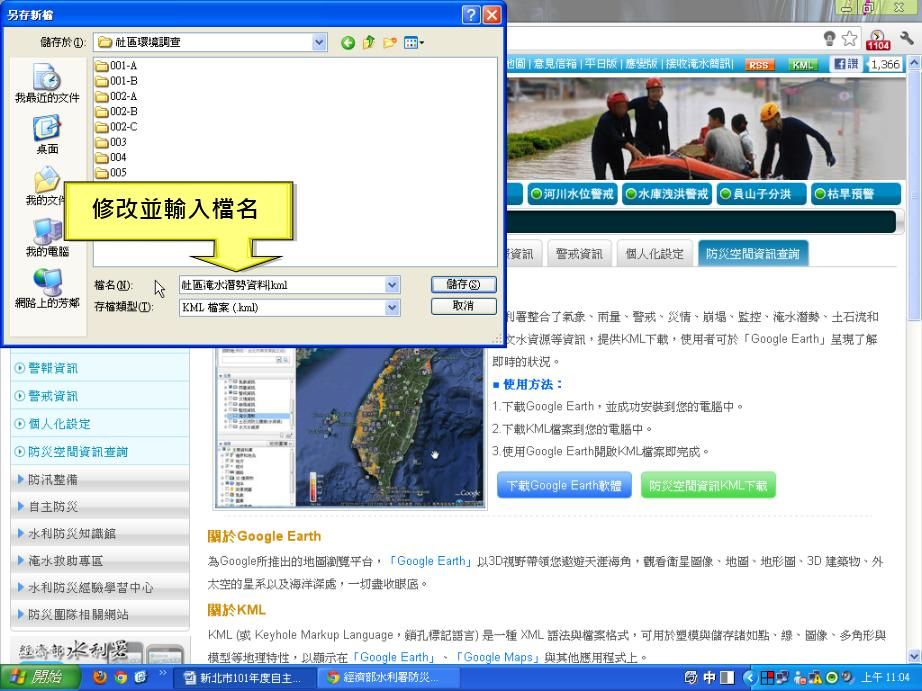 另存新檔
儲存於(I):
社區環境調查
我最近的文件
桌面
我的文件
我的電腦
網路上的芳鄰
001-A
001-B
002-A
002-B
002-C
003
004
005
修改並輸入檔名
檔名(N):
社區淹水潛勢資料.kml
儲存(S)
存檔類型(T):
KML 檔案 (.kml)
取消
1104
地圖|意見信箱|平日版|應變版|接收淹水簡訊|
RSS
KML
讚
1,366
河川水位警戒
水庫洩洪警戒
員山子分洪
枯旱預警
資訊
警戒資訊
個人化設定
防災空間資訊查詢
利署整合了氣象、雨量、警戒、災情、崩塌、監控、淹水潛勢、土石流和
文水資源等資訊，提供KML下載，使用者可於「Google Earth」呈現了解
即時的狀況。
使用方法：
1.下載Google Earth，並成功安裝到您的電腦中。
2.下載KML檔案到您的電腦中。
3.使用Google Earth開啟KML檔案即完成。
下載Google Earth軟體
防災空間資訊KML下載
警報資訊
警戒資訊
個人化設定
防災空間資訊查詢
防汛整備
自主防災
水利防災知識館
淹水救助專區
水利防災經驗學習中心
防災團隊相關網站
經濟部水利署
Google
關於Google Earth
為Google所推出的地圖瀏覽平台，「Google Earth」以3D視野帶領您遨遊天涯海角，觀看衛星圖像、地圖、地形圖、3D 建築物、外
太空的星系以及海洋深處，一切盡收眼底。
關於KML
KML (或 Keyhole Markup Language，鎖孔標記語言) 是一種 XML 語法與檔案格式，可用於塑模與儲存諸如點、線、圖像、多角形與
模型等地理特性，以顯示在「Google Earth」、「Google Maps」與其他應用程式上。
開始
新北市101年度自主...
經濟部水利署防災...
中
上午 11:04